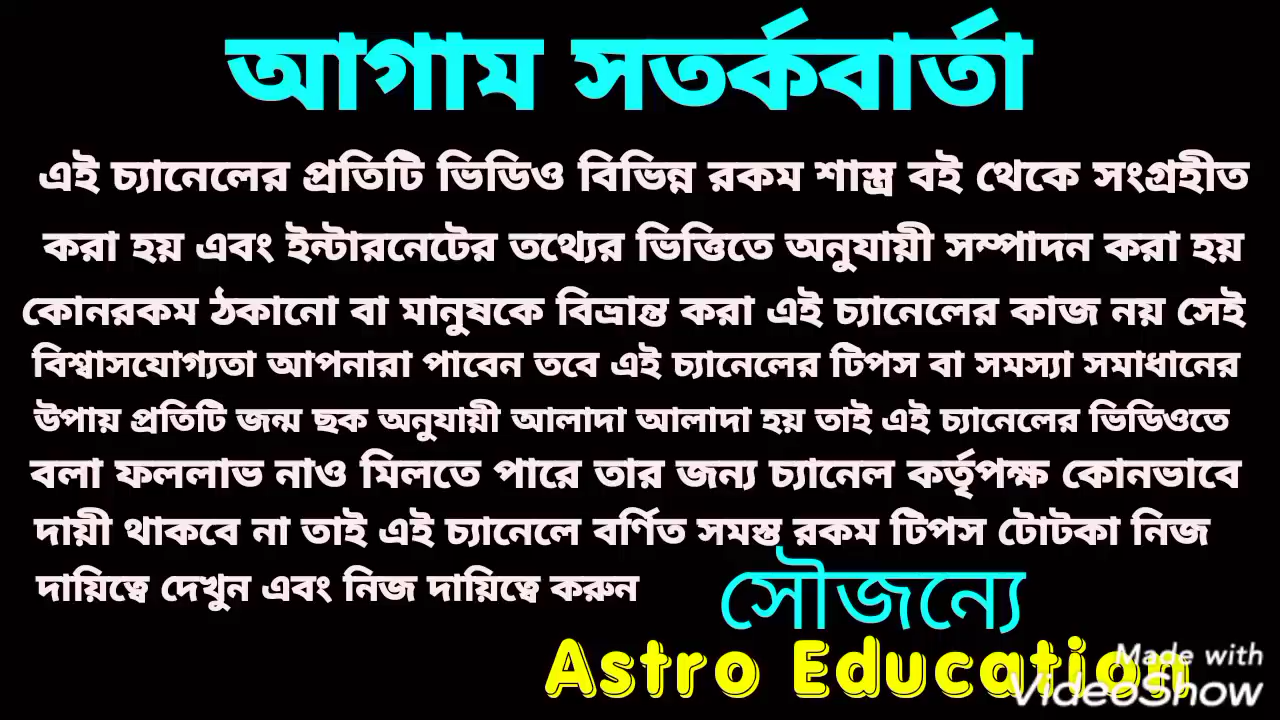 আগাম সতর্কবার্তা
এই চ্যানেলের প্রতিটি ভিডিও বিভিন্ন রকম শাস্ত্র বই থেকে সংগ্রহীত
করা হয় এবং ইন্টারনেটের তথ্যের ভিত্তিতে অনুযায়ী সম্পাদন করা হয়
কোনরকম ঠকানো বা মানুষকে বিভ্রান্ত করা এই চ্যানেলের কাজ নয় সেই
বিশ্বাসযোগ্যতা আপনারা পাবেন তবে এই চ্যানেলের টিপস বা সমস্যা সমাধানের
উপায় প্রতিটি জন্ম ছক অনুযায়ী আলাদা আলাদা হয় তাই এই চ্যানেলের ভিডিওতে
বলা ফললাভ নাও মিলতে পারে তার জন্য চ্যানেল কর্তৃপক্ষ কোনভাবে
দায়ী থাকবে না তাই এই চ্যানেলে বর্ণিত সমস্ত রকম টিপস টোটকা নিজ
দায়িত্বে দেখুন এবং নিজ দায়িত্বে করুন
সৌজন্যে
Astro Education
Made with
VideoShow